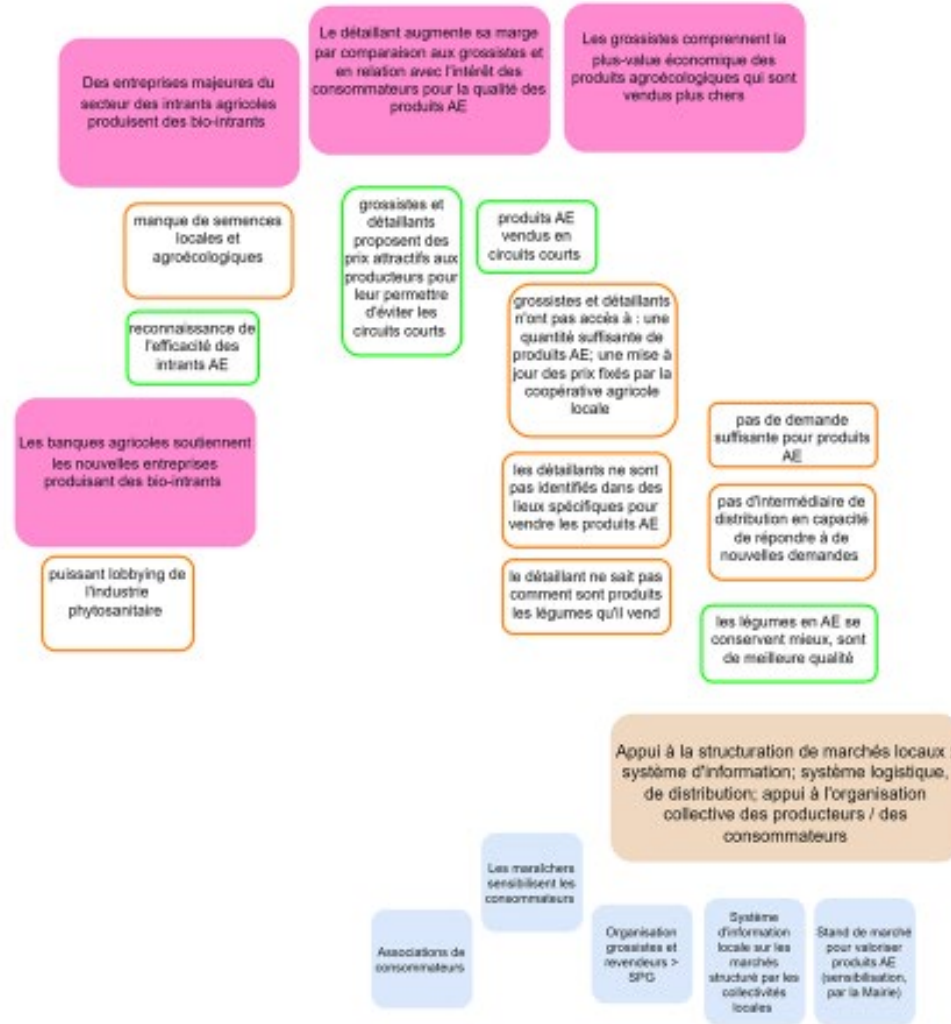 Des entreprises majeures du
secteur des intrants agricoles
produisent des bio-intrants
Le détaillant augmente sa marge
par comparaison aux grossistes et
en relation avec l'intérêt des
consommateurs pour la qualité des
produits AE
Les grossistes comprennent la
plus-value économique des
produits agroécologiques qui sont
vendus plus chers
manque de semences
locales et
agroécologiques
reconnaissance de
l'efficacité des
intrants AE
grossistes et
détaillants
proposent des
prix attractifs aux
producteurs pour
leur permettre
d'éviter les
circuits courts
produits AE
vendus en
circuits courts
grossistes et détaillants
n'ont pas accès à : une
quantité suffisante de
produits AE; une mise à
jour des prix fixés par la
coopérative agricole
locale
Les banques agricoles soutiennent
les nouvelles entreprises
produisant des bio-intrants
puissant lobbying de
l'industrie
phytosanitaire
les détaillants ne sont
pas identifiés dans des
lieux spécifiques pour
vendre les produits AE
le détaillant ne sait pas
comment sont produits
les légumes qu'il vend
pas de demande
suffisante pour produits
AE
pas d'intermédiaire de
distribution en capacité
de répondre à de
nouvelles demandes
les légumes en AE se
conservent mieux, sont
de meilleure qualité
Appui à la structuration de marchés locaux
système d'information; système logistique,
de distribution; appui à l'organisation
collective des producteurs / des
consommateurs
Associations de
consommateurs
Les maraîchers
sensibilisent les
consommateurs
Organisation
grossistes et
revendeurs >
SPG
Système
d'information
locale sur les
marchés
structuré par les
collectivités
locales
Stand de marché
pour valoriser
produits AE
(sensibilisation,
par la Mairie)